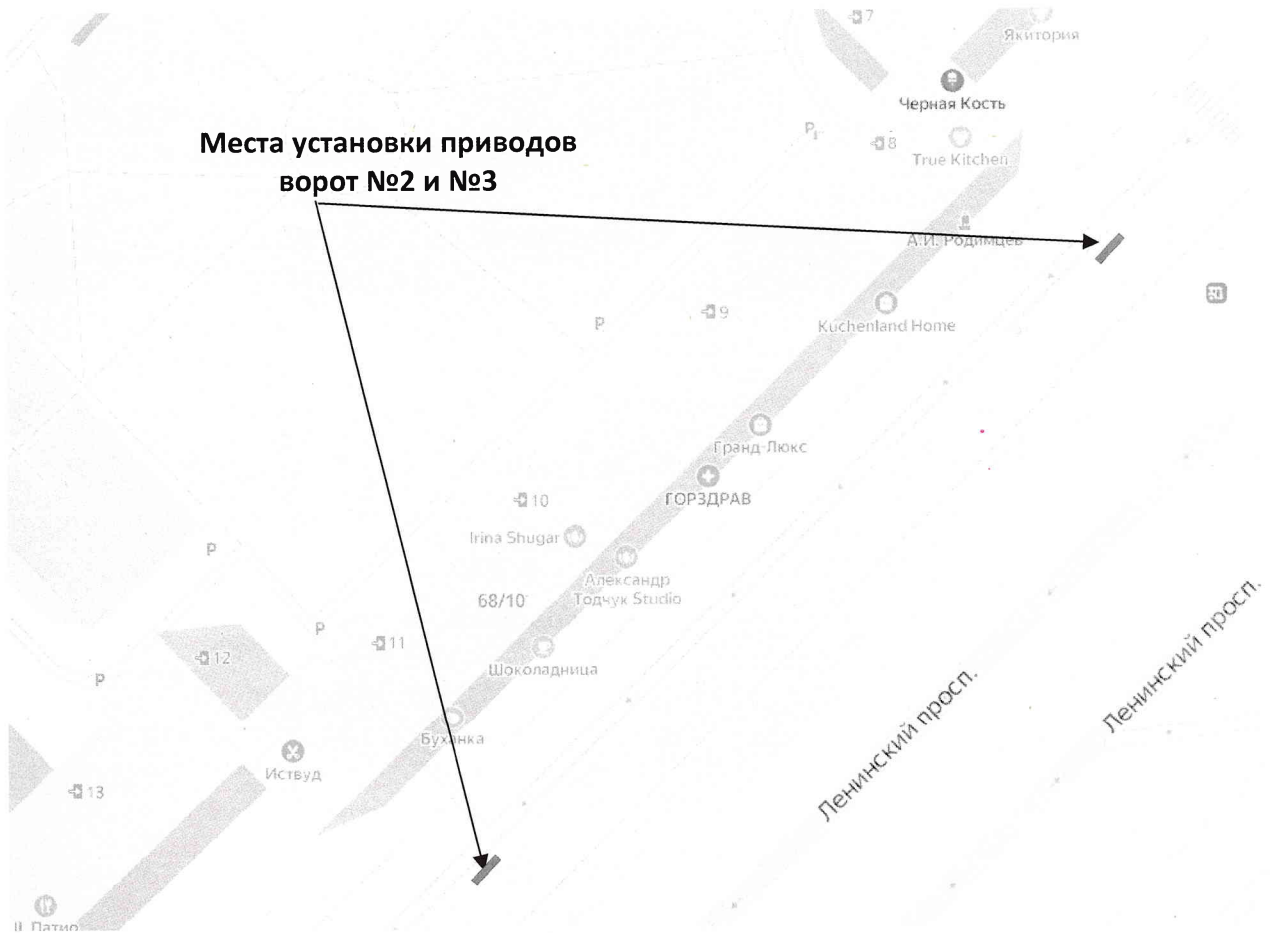 7
Якитория
Черная Кость
Места установки приводов
ворот №2 и №3
P
8
True Kitchen
А.И. Родимцев
9
P
Kuchenland Home
Гранд-Люкс
ГОРЗДРАВ
10
Irina Shugar
P
Александр
Тодчук Studio
68/10
P
11
12
Шоколадница
P
Буханка
Иствуд
13
Ленинский просп.
Ленинский просп.
IL Патио